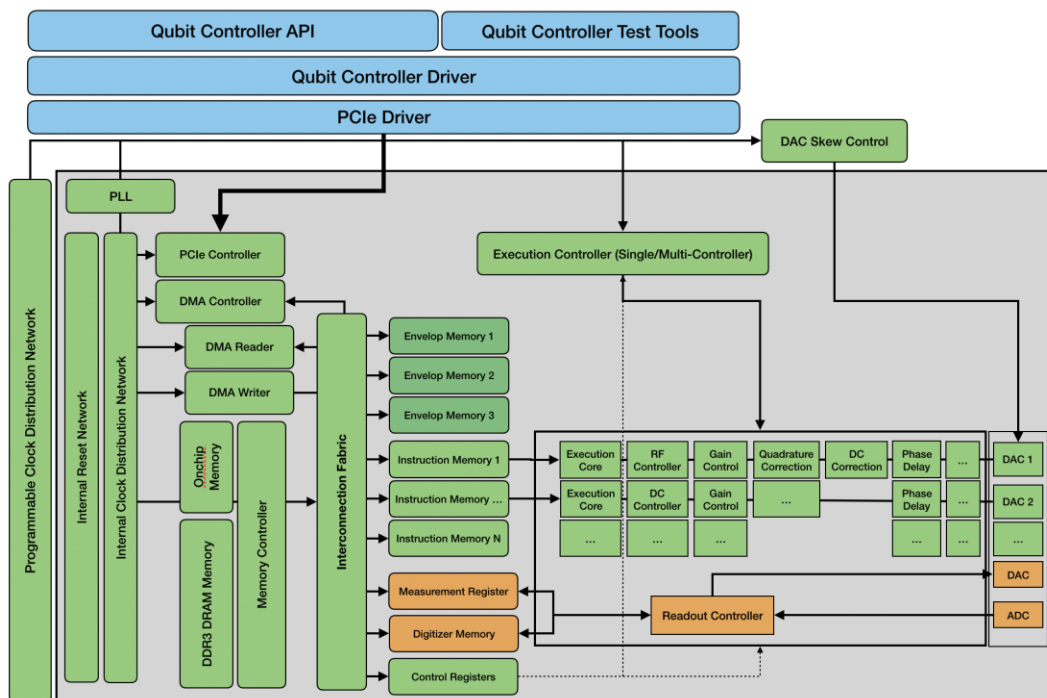 Qubit Controller API
Qubit Controller Test Tools
Qubit Controller Driver
PCIe Driver
DAC Skew Control
PLL
Programmable Clock Distribution Network
Internal Reset Network
Internal Clock Distribution Network
PCIe Controller
Execution Controller (Single/Multi-Controller)
DMA Controller
DMA Reader
DMA Writer
Onchip
Memory
DDR3 DRAM Memory
Memory Controller
Interconnection Fabric
Envelop Memory 1
Envelop Memory 2
Envelop Memory 3
Instruction Memory 1
Instruction Memory ...
Instruction Memory N
Measurement Register
Digitizer Memory
Control Registers
Execution
Core
RF
Controller
Gain
Control
Quadrature
Correction
DC
Correction
Phase
Delay
...
DAC 1
Execution
Core
DC
Controller
Gain
Control
...
Phase
Delay
...
DAC 2
...
...
...
...
...
...
Readout Controller
DAC
ADC